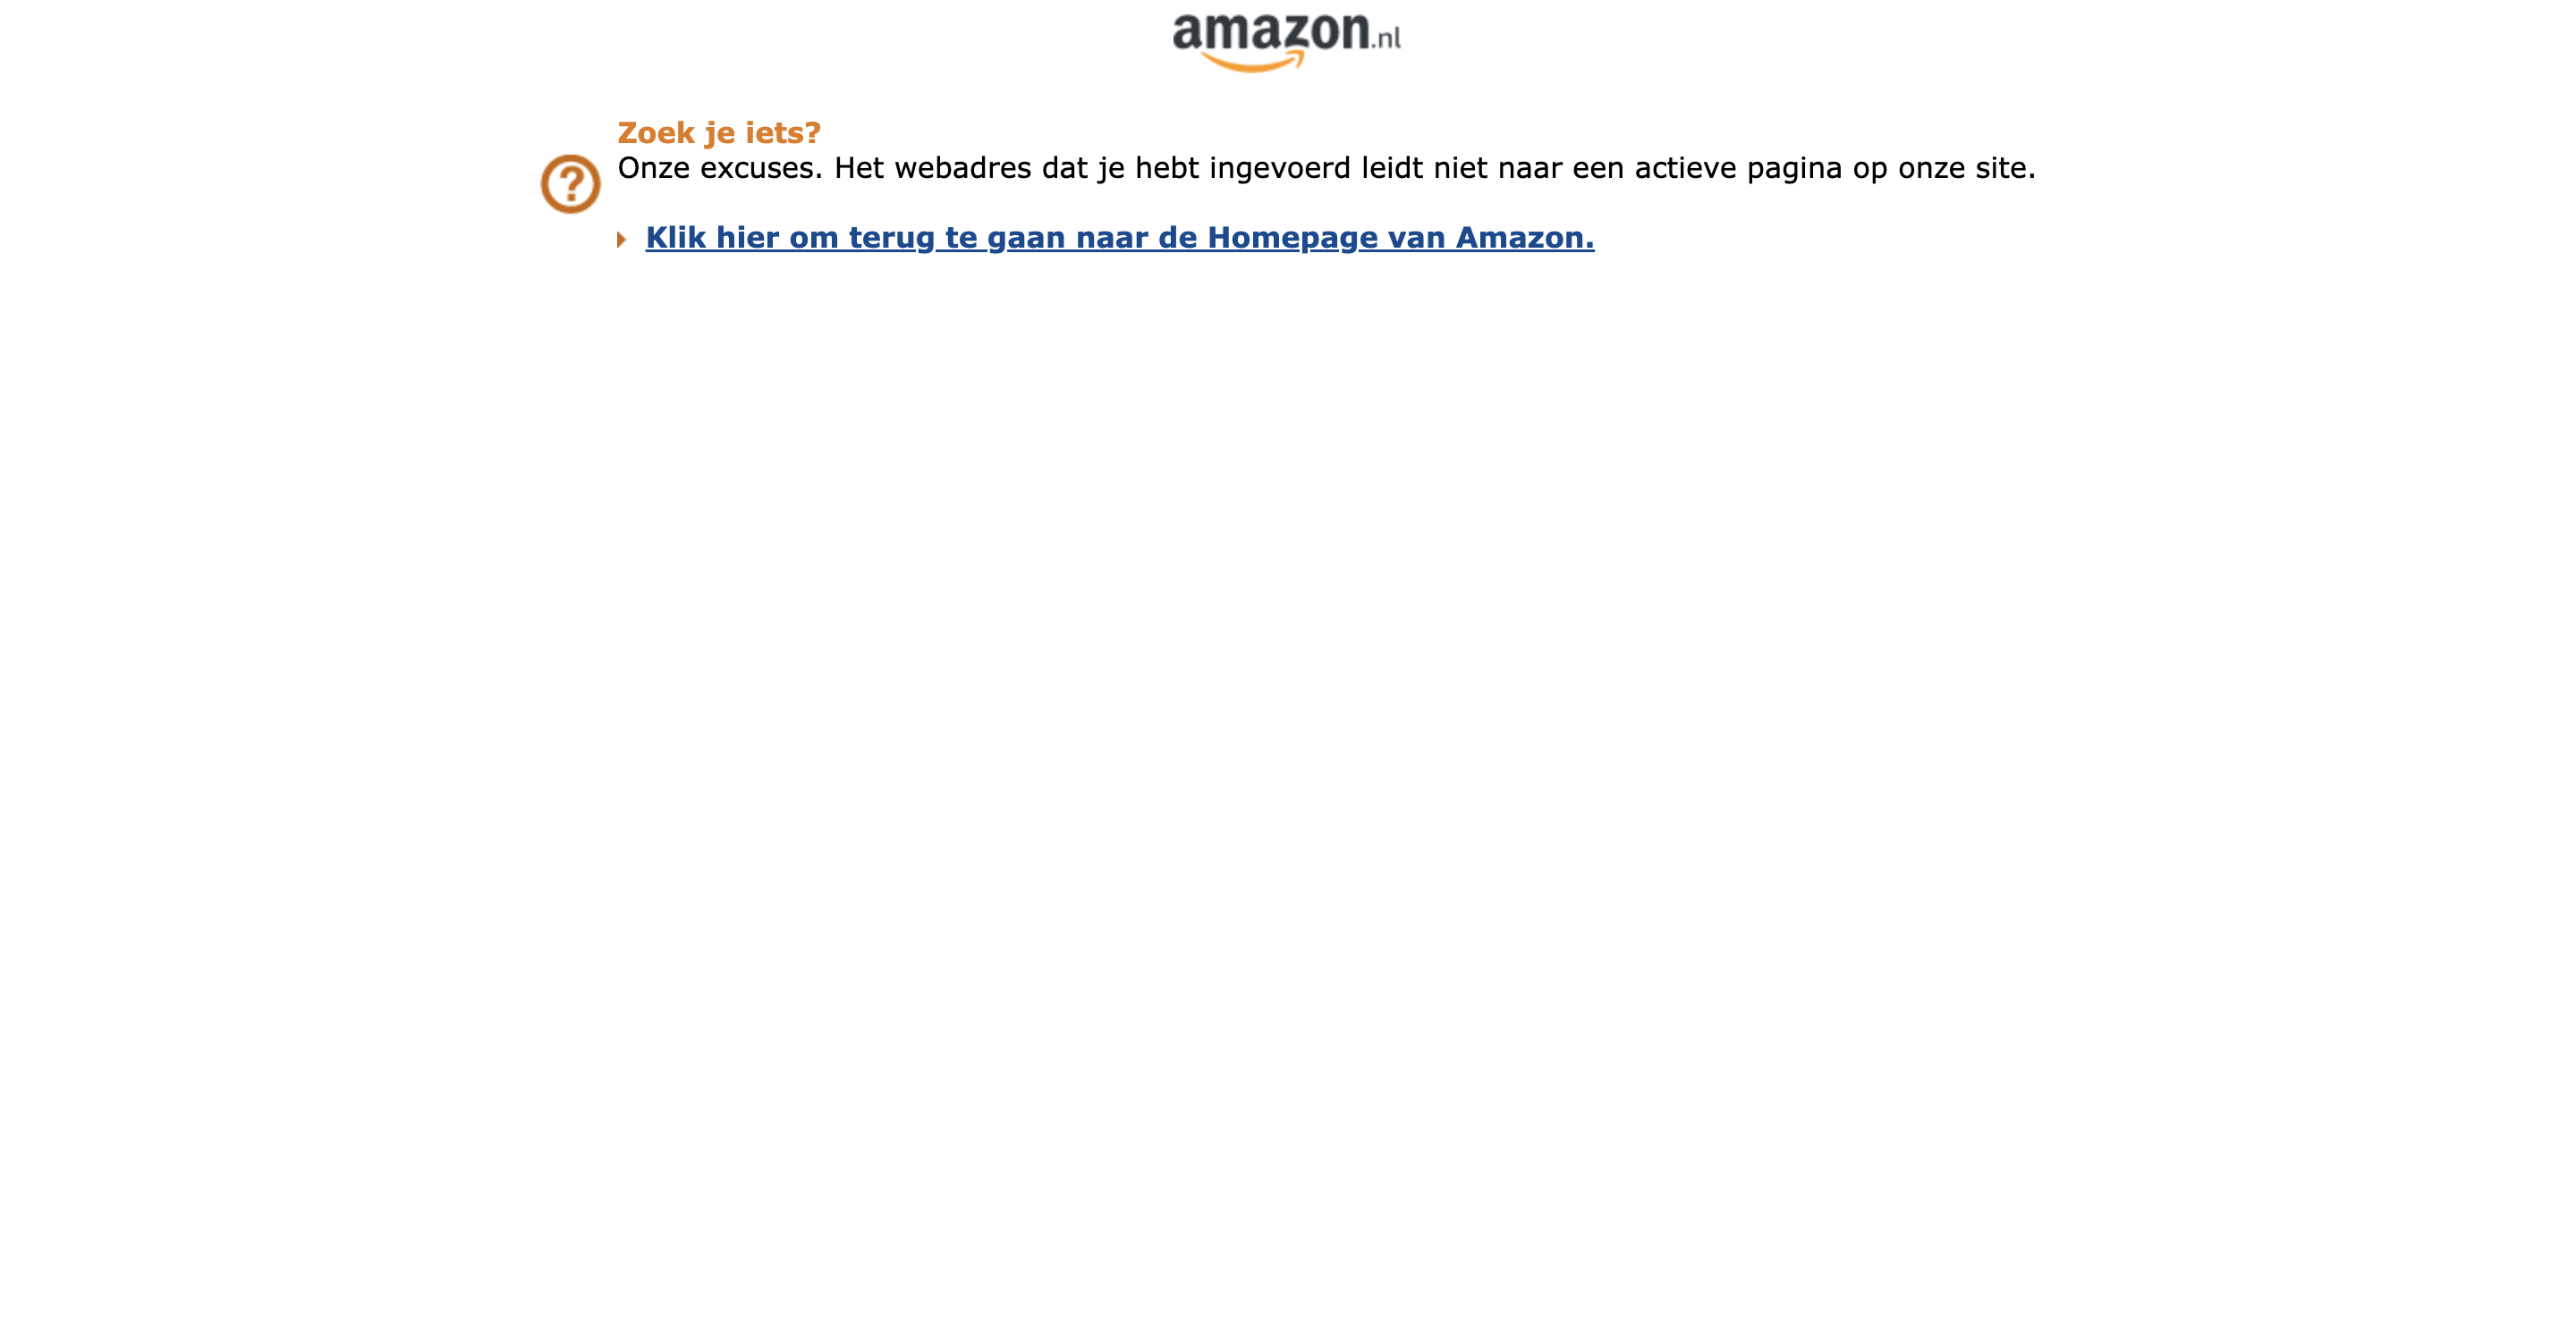 amazon.nl
Zoek je iets?
Onze excuses. Het webadres dat je hebt ingevoerd leidt niet naar een actieve pagina op onze site.
Klik hier om terug te gaan naar de Homepage van Amazon.